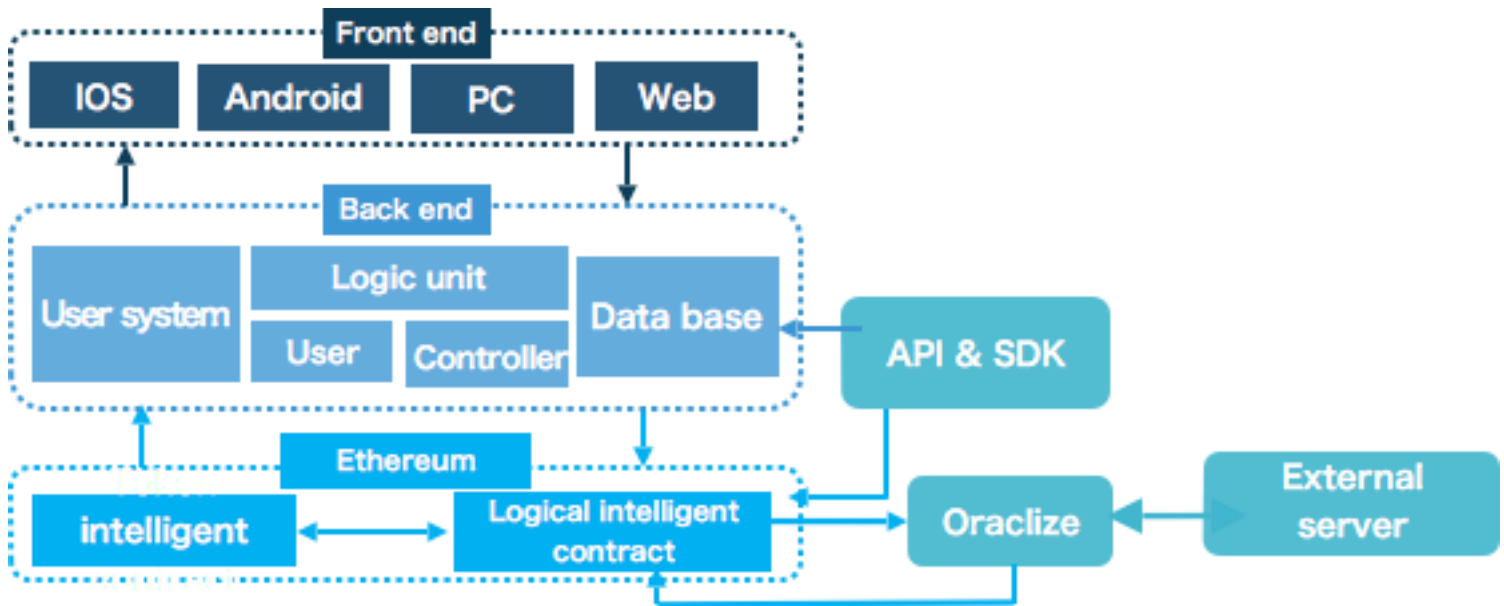 Front end
IOS
Android
PC
Web
Back end
User system
Logic unit
User
Controller
Data base
API & SDK
Ethereum
intelligent
Logical intelligent
contract
Oraclize
External
server